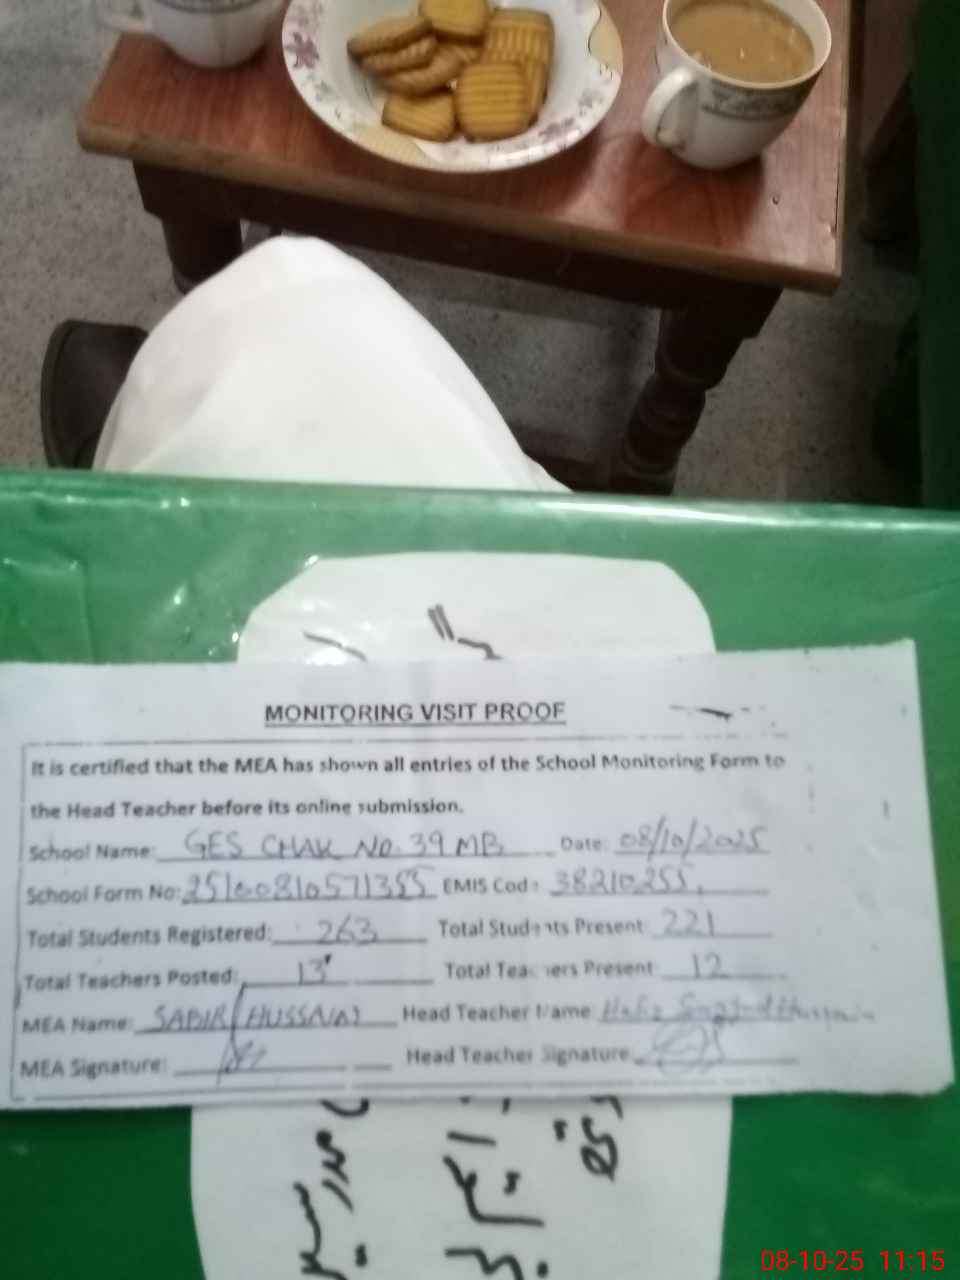 MONITORING VISIT PROOF
It is certified that the MEA has shown all entries of the School Monitoring Form to
the Head Teacher before its online submission.
School Name: GES CHAK NO. 39 MB Date: 08/10/2025
School Form No: 25100810571355 EMIS Code: 38210255
Total Students Registered: 263 Total Students Present: 221
Total Teachers Posted: 13 Total Teachers Present: 12
MEA Name: SABIR HUSSAIN Head Teacher Name: Hafiz Hussain
MEA Signature: Head Teacher Signature
08-10-25 11:15